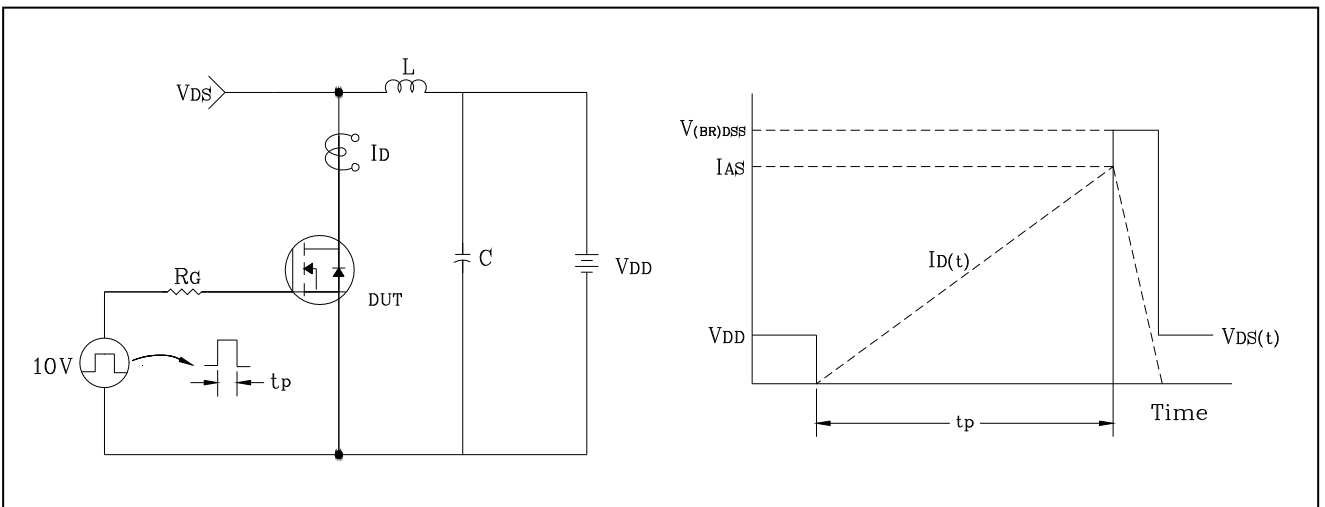 L
VDS
ID
RG
DUT
C
VDD
10V
tp
V(BR)DSS
IAS
ID(t)
VDD
VDS(t)
tp
Time